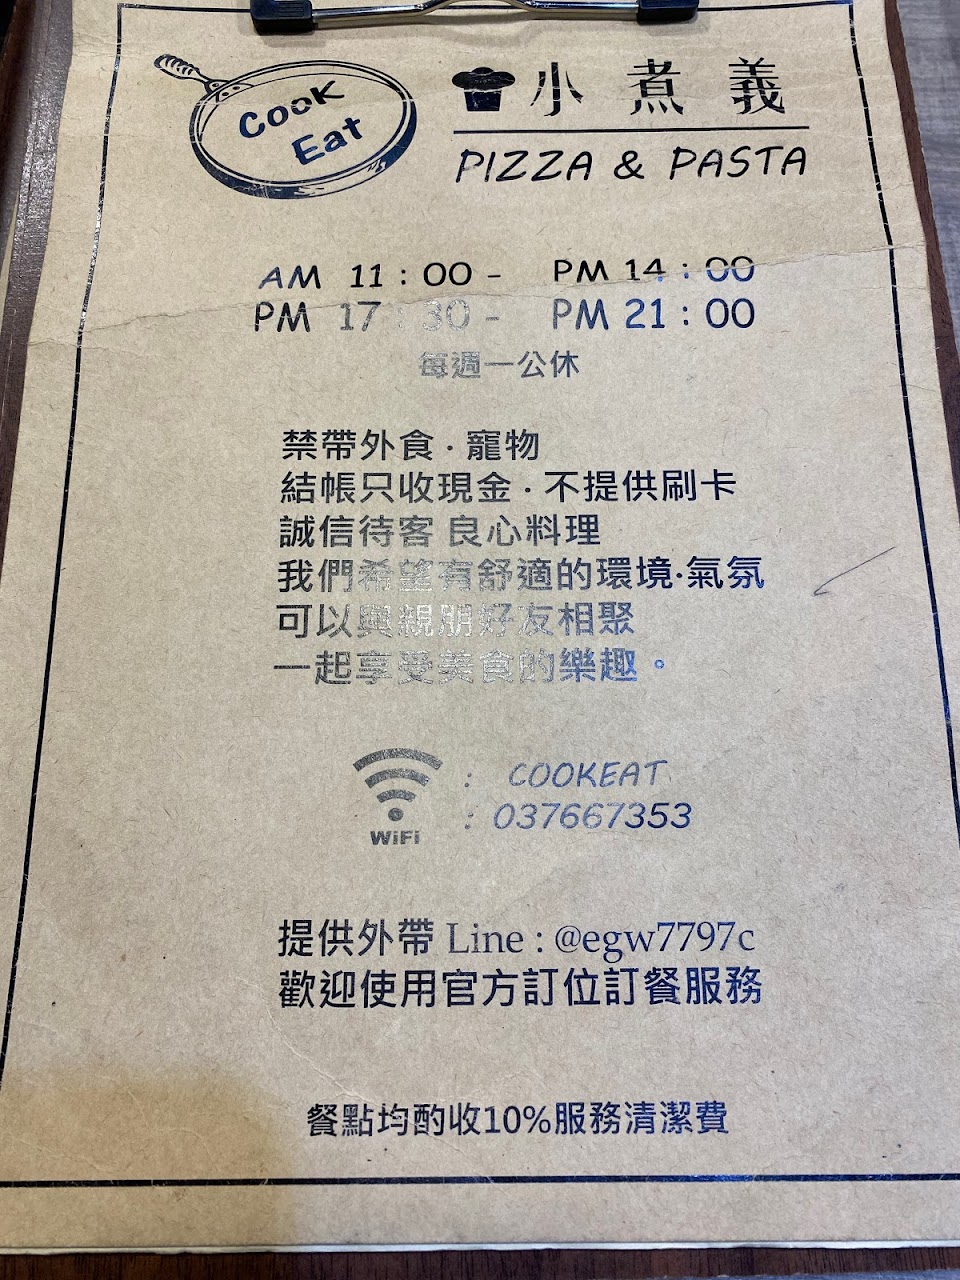 Cook
Eat
小煮義
PIZZA & PASTA
AM 11：00 - PM 14：00
PM 17：30 - PM 21：00
每週一公休
禁帶外食．寵物
結帳只收現金．不提供刷卡
誠信待客 良心料理
我們希望有舒適的環境·氣氛
可以與親朋好友相聚
一起享受美食的樂趣。
： COOKEAT
WiFi ：037667353
提供外帶 Line : @egw7797c
歡迎使用官方訂位訂餐服務
餐點均酌收10%服務清潔費